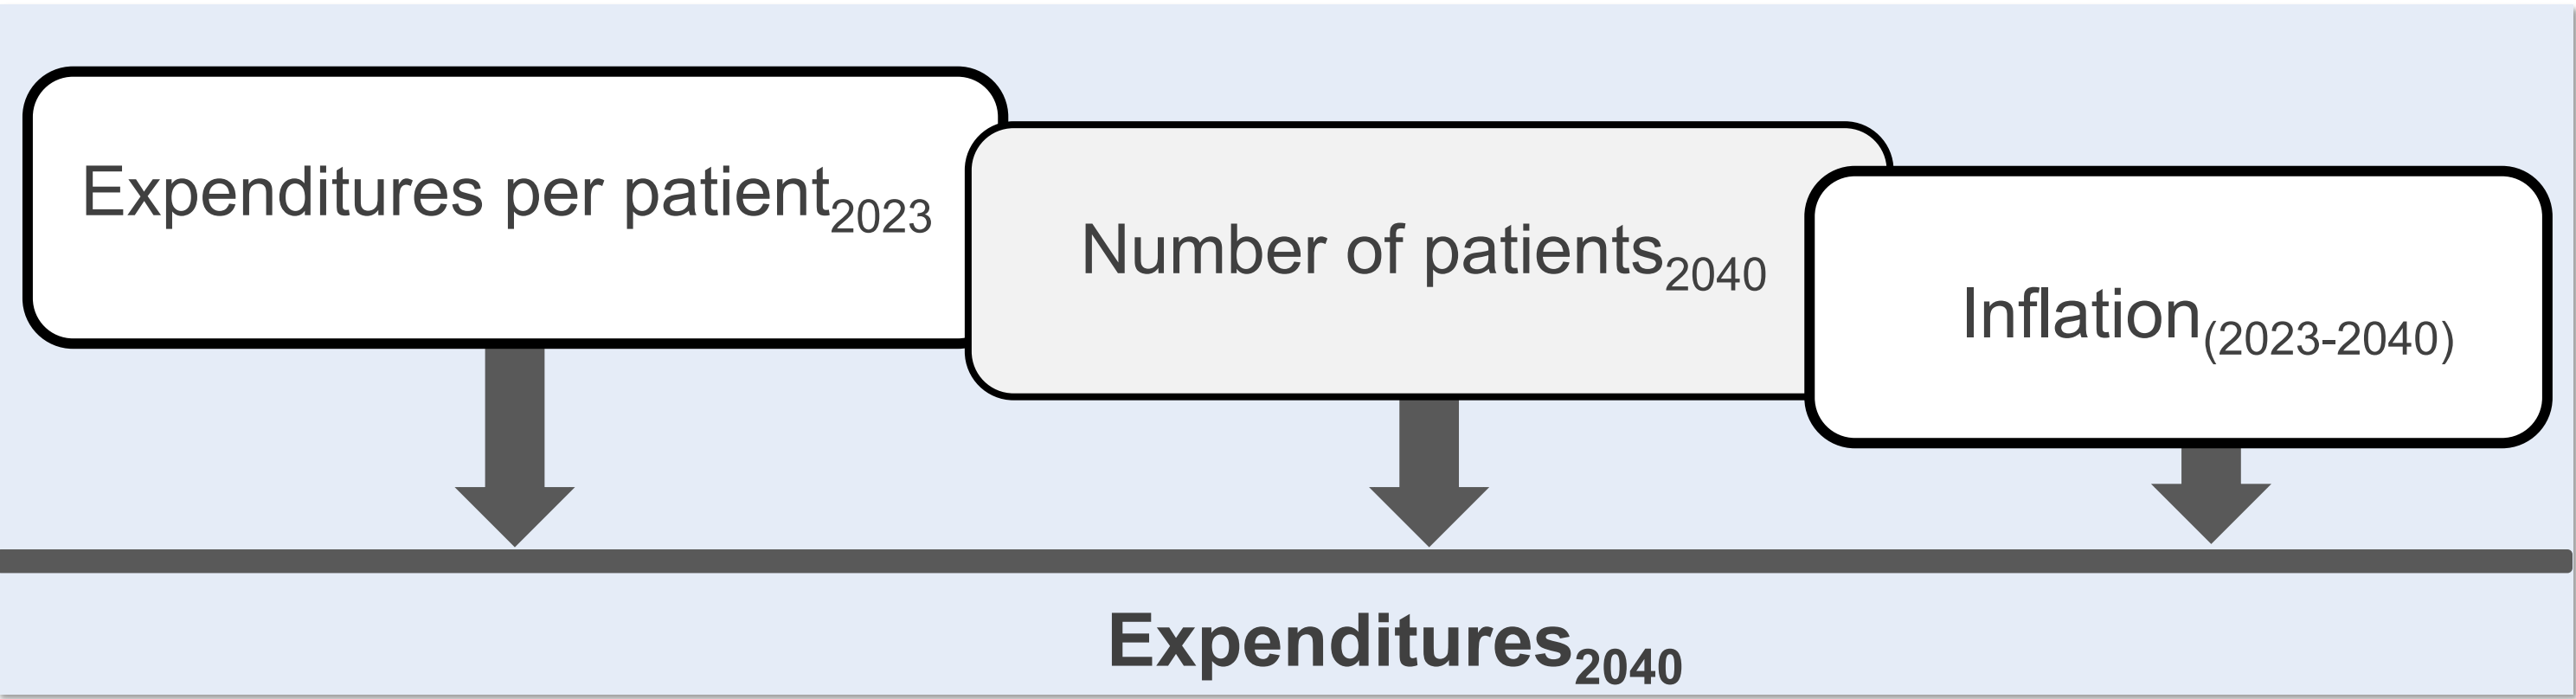 Expenditures per patient2023
Number of patients2040
Inflation(2023-2040)
Expenditures2040